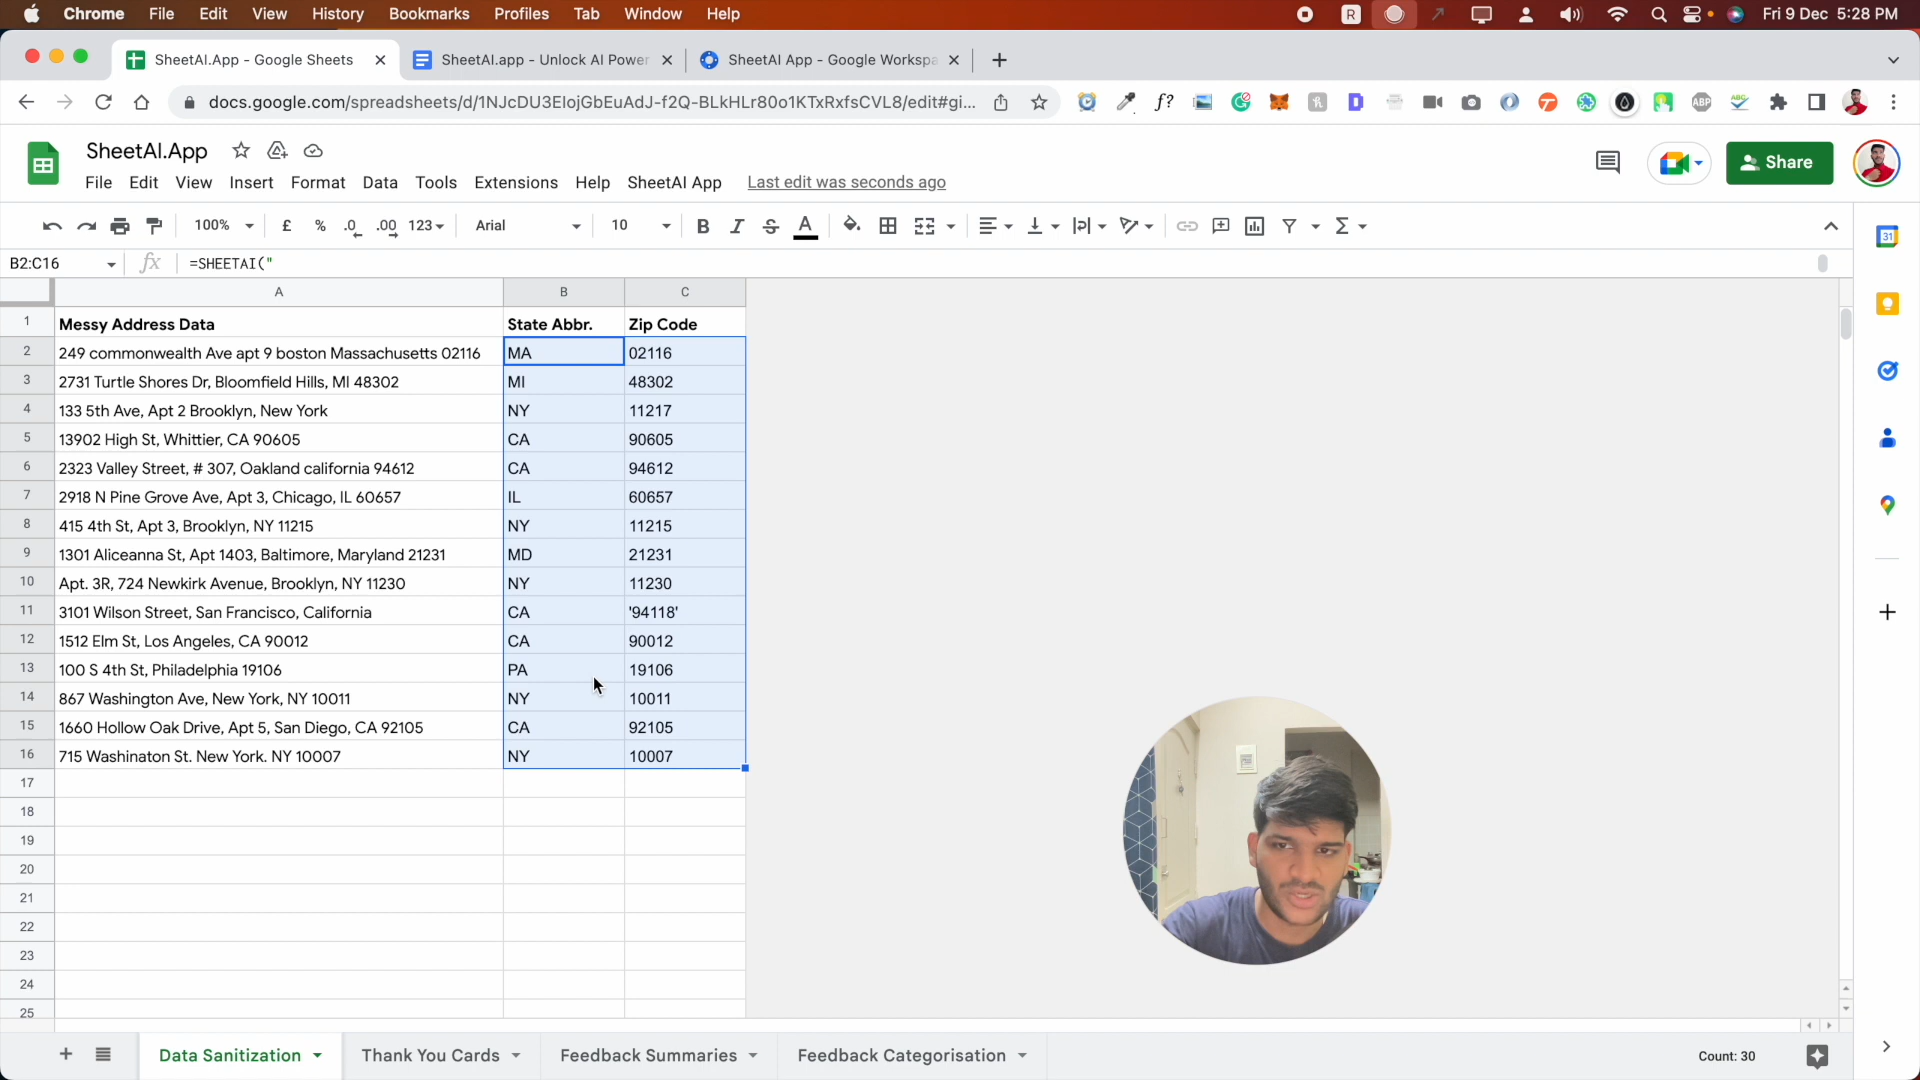 Chrome File Edit View History Bookmarks Profiles Tab Window Help R Fri 9 Dec 5:28 PM
SheetAI.App - Google Sheets SheetAI.app - Unlock AI Power SheetAI App - Google Workspa
docs.google.com/spreadsheets/d/1NJcDU3ElojGbEuAdJ-f2Q-BLkHLr80o1KTxRxfsCVL8/edit#gi... f? ABP
SheetAI.App
Share
File Edit View Insert Format Data Tools Extensions Help SheetAI App Last edit was seconds ago
100% £ % .0 .00 123 Arial 10 B I S A Σ
31
B2:C16 fx =SHEETAI("
A B C
1 Messy Address Data State Abbr. Zip Code
2 249 commonwealth Ave apt 9 boston Massachusetts 02116 MA 02116
3 2731 Turtle Shores Dr, Bloomfield Hills, MI 48302 MI 48302
4 133 5th Ave, Apt 2 Brooklyn, New York NY 11217
5 13902 High St, Whittier, CA 90605 CA 90605
6 2323 Valley Street, # 307, Oakland california 94612 CA 94612
7 2918 N Pine Grove Ave, Apt 3, Chicago, IL 60657 IL 60657
8 415 4th St, Apt 3, Brooklyn, NY 11215 NY 11215
9 1301 Aliceanna St, Apt 1403, Baltimore, Maryland 21231 MD 21231
10 Apt. 3R, 724 Newkirk Avenue, Brooklyn, NY 11230 NY 11230
11 3101 Wilson Street, San Francisco, California CA '94118'
12 1512 Elm St, Los Angeles, CA 90012 CA 90012
13 100 S 4th St, Philadelphia 19106 PA 19106
14 867 Washington Ave, New York, NY 10011 NY 10011
15 1660 Hollow Oak Drive, Apt 5, San Diego, CA 92105 CA 92105
16 715 Washinaton St. New York. NY 10007 NY 10007
17
18
19
20
21
22
23
24
25
Data Sanitization Thank You Cards Feedback Summaries Feedback Categorisation Count: 30